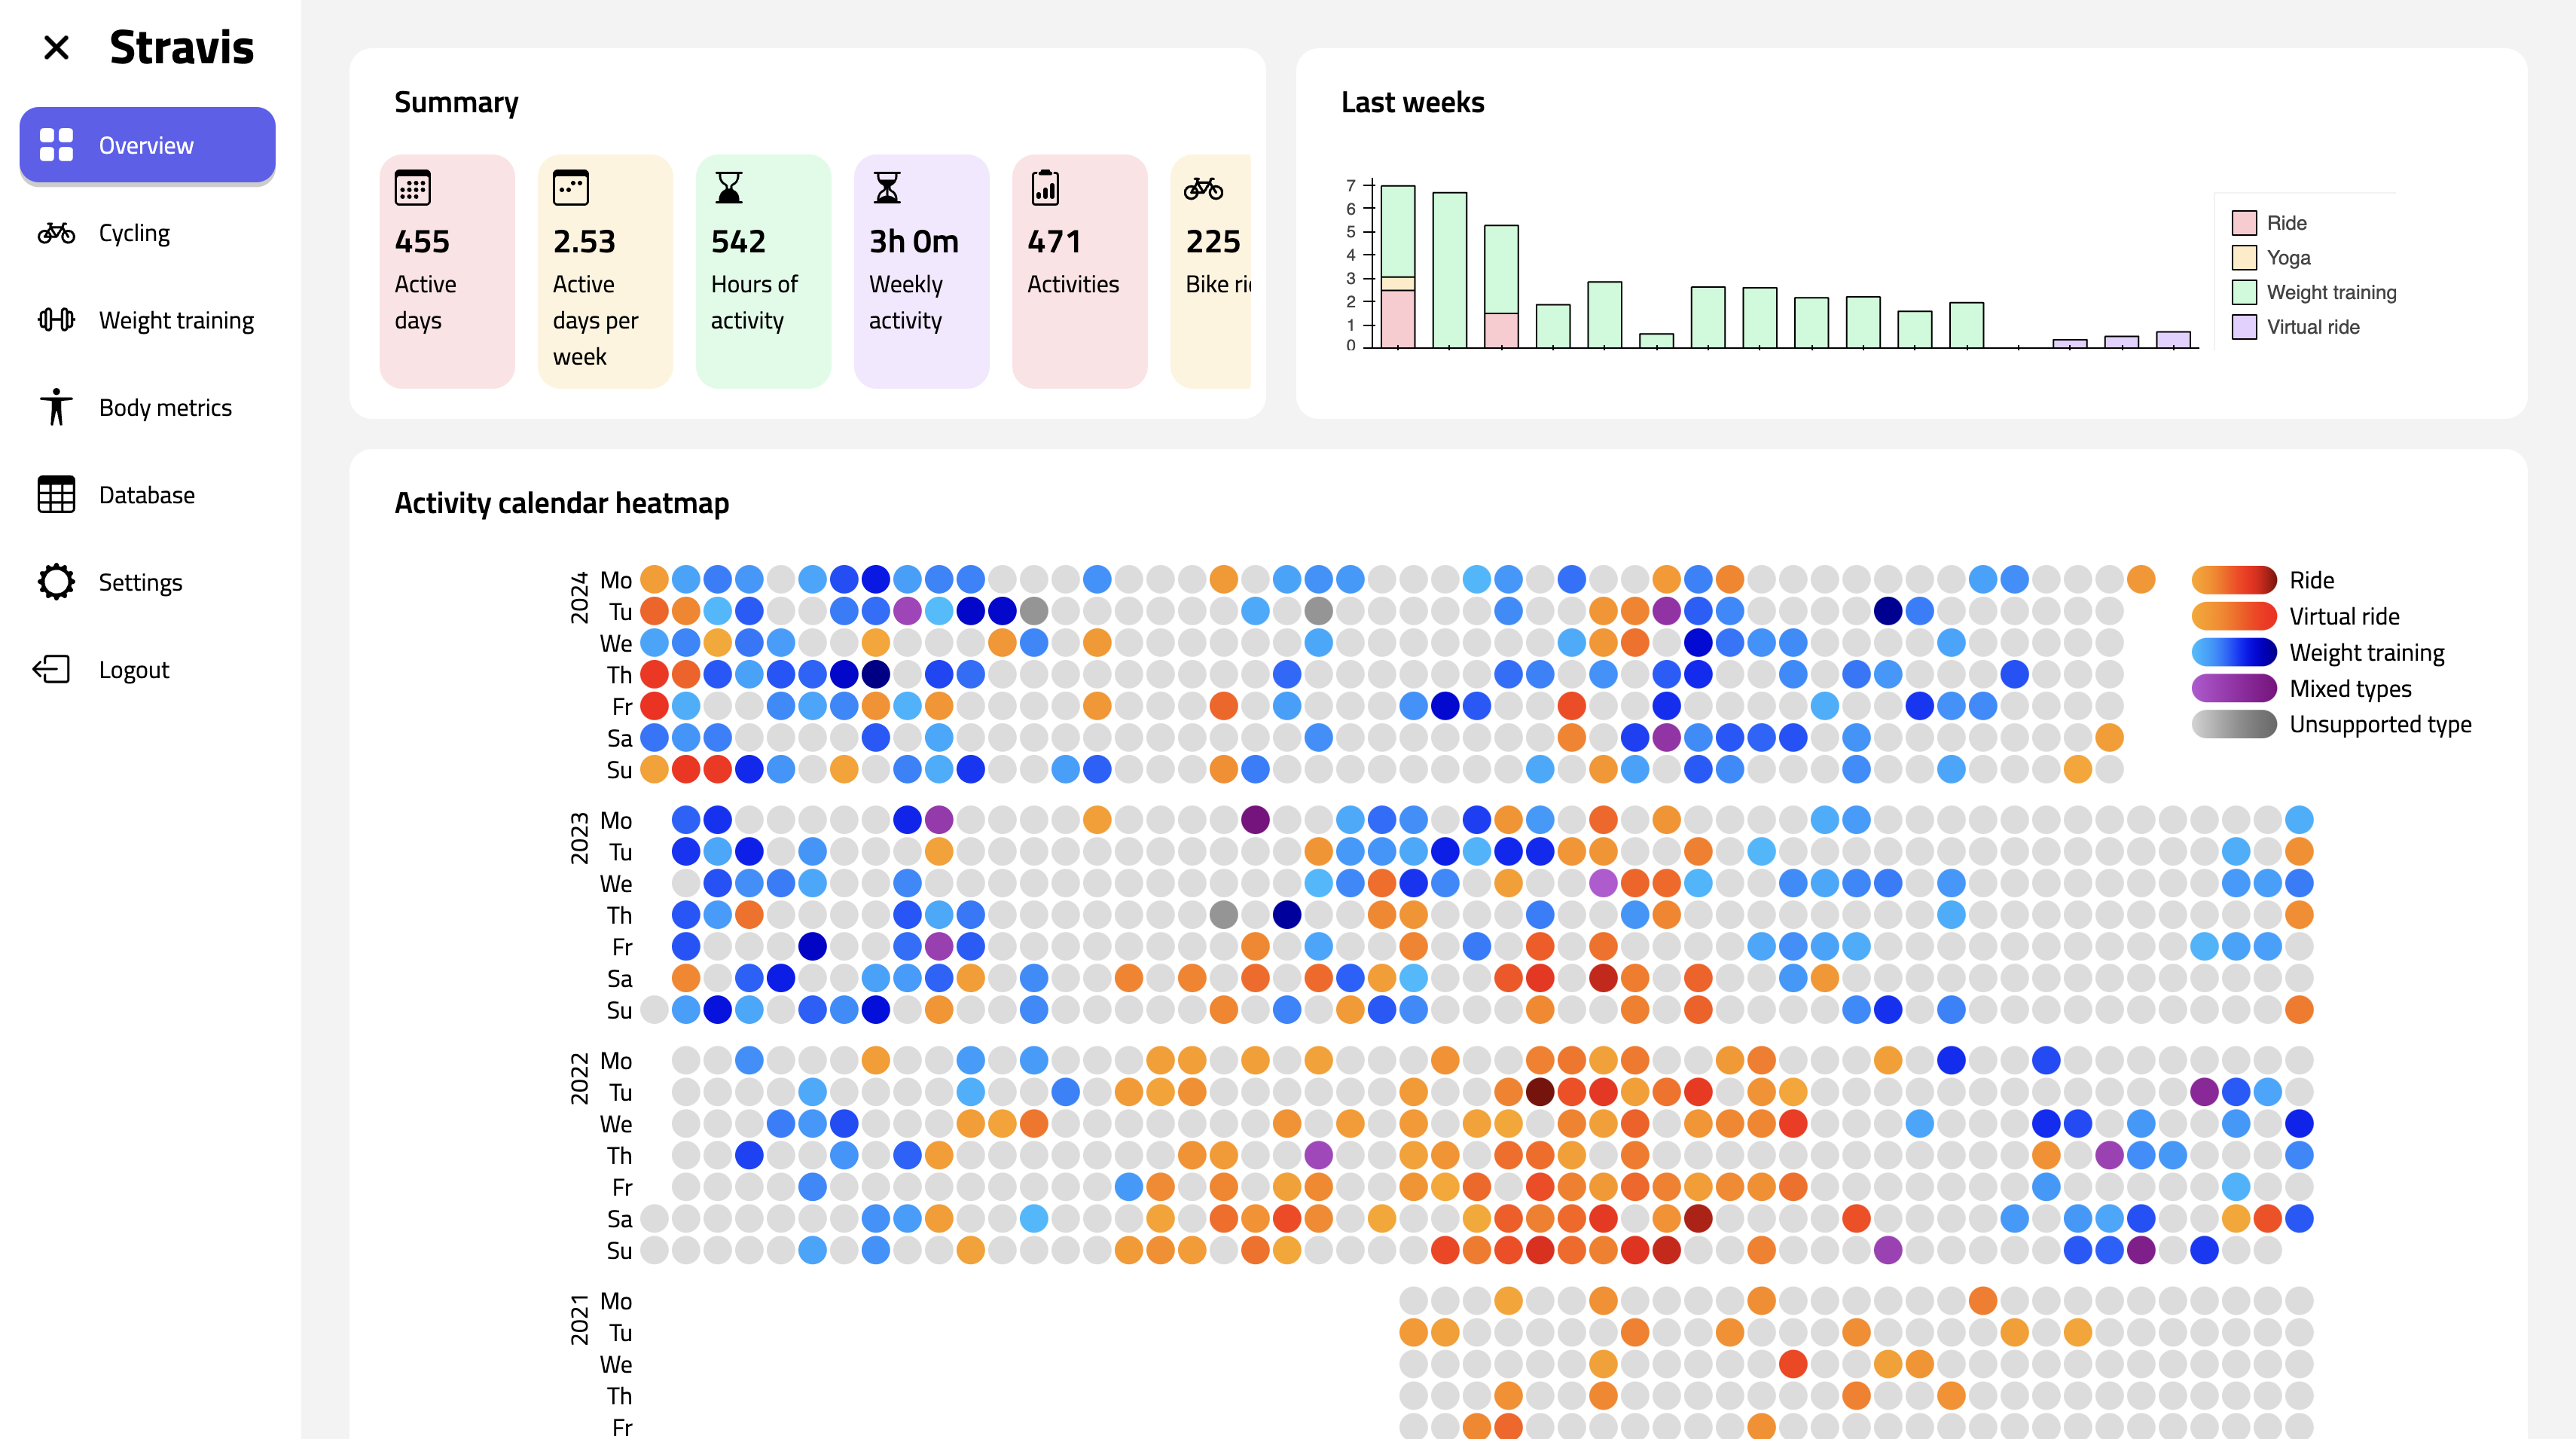 Stravis
Overview
Cycling
Weight training
Body metrics
Database
Settings
Logout
Summary
455
Active
days
2.53
Active
days per
week
542
Hours of
activity
3h 0m
Weekly
activity
471
Activities
225
Bike ri
Last weeks
7
6
5
4
3
2
1
0
Ride
Yoga
Weight training
Virtual ride
Activity calendar heatmap
2024
Mo
Tu
We
Th
Fr
Sa
Su
Ride
Virtual ride
Weight training
Mixed types
Unsupported type
2023
Mo
Tu
We
Th
Fr
Sa
Su
2022
Mo
Tu
We
Th
Fr
Sa
Su
2021
Mo
Tu
We
Th
Fr